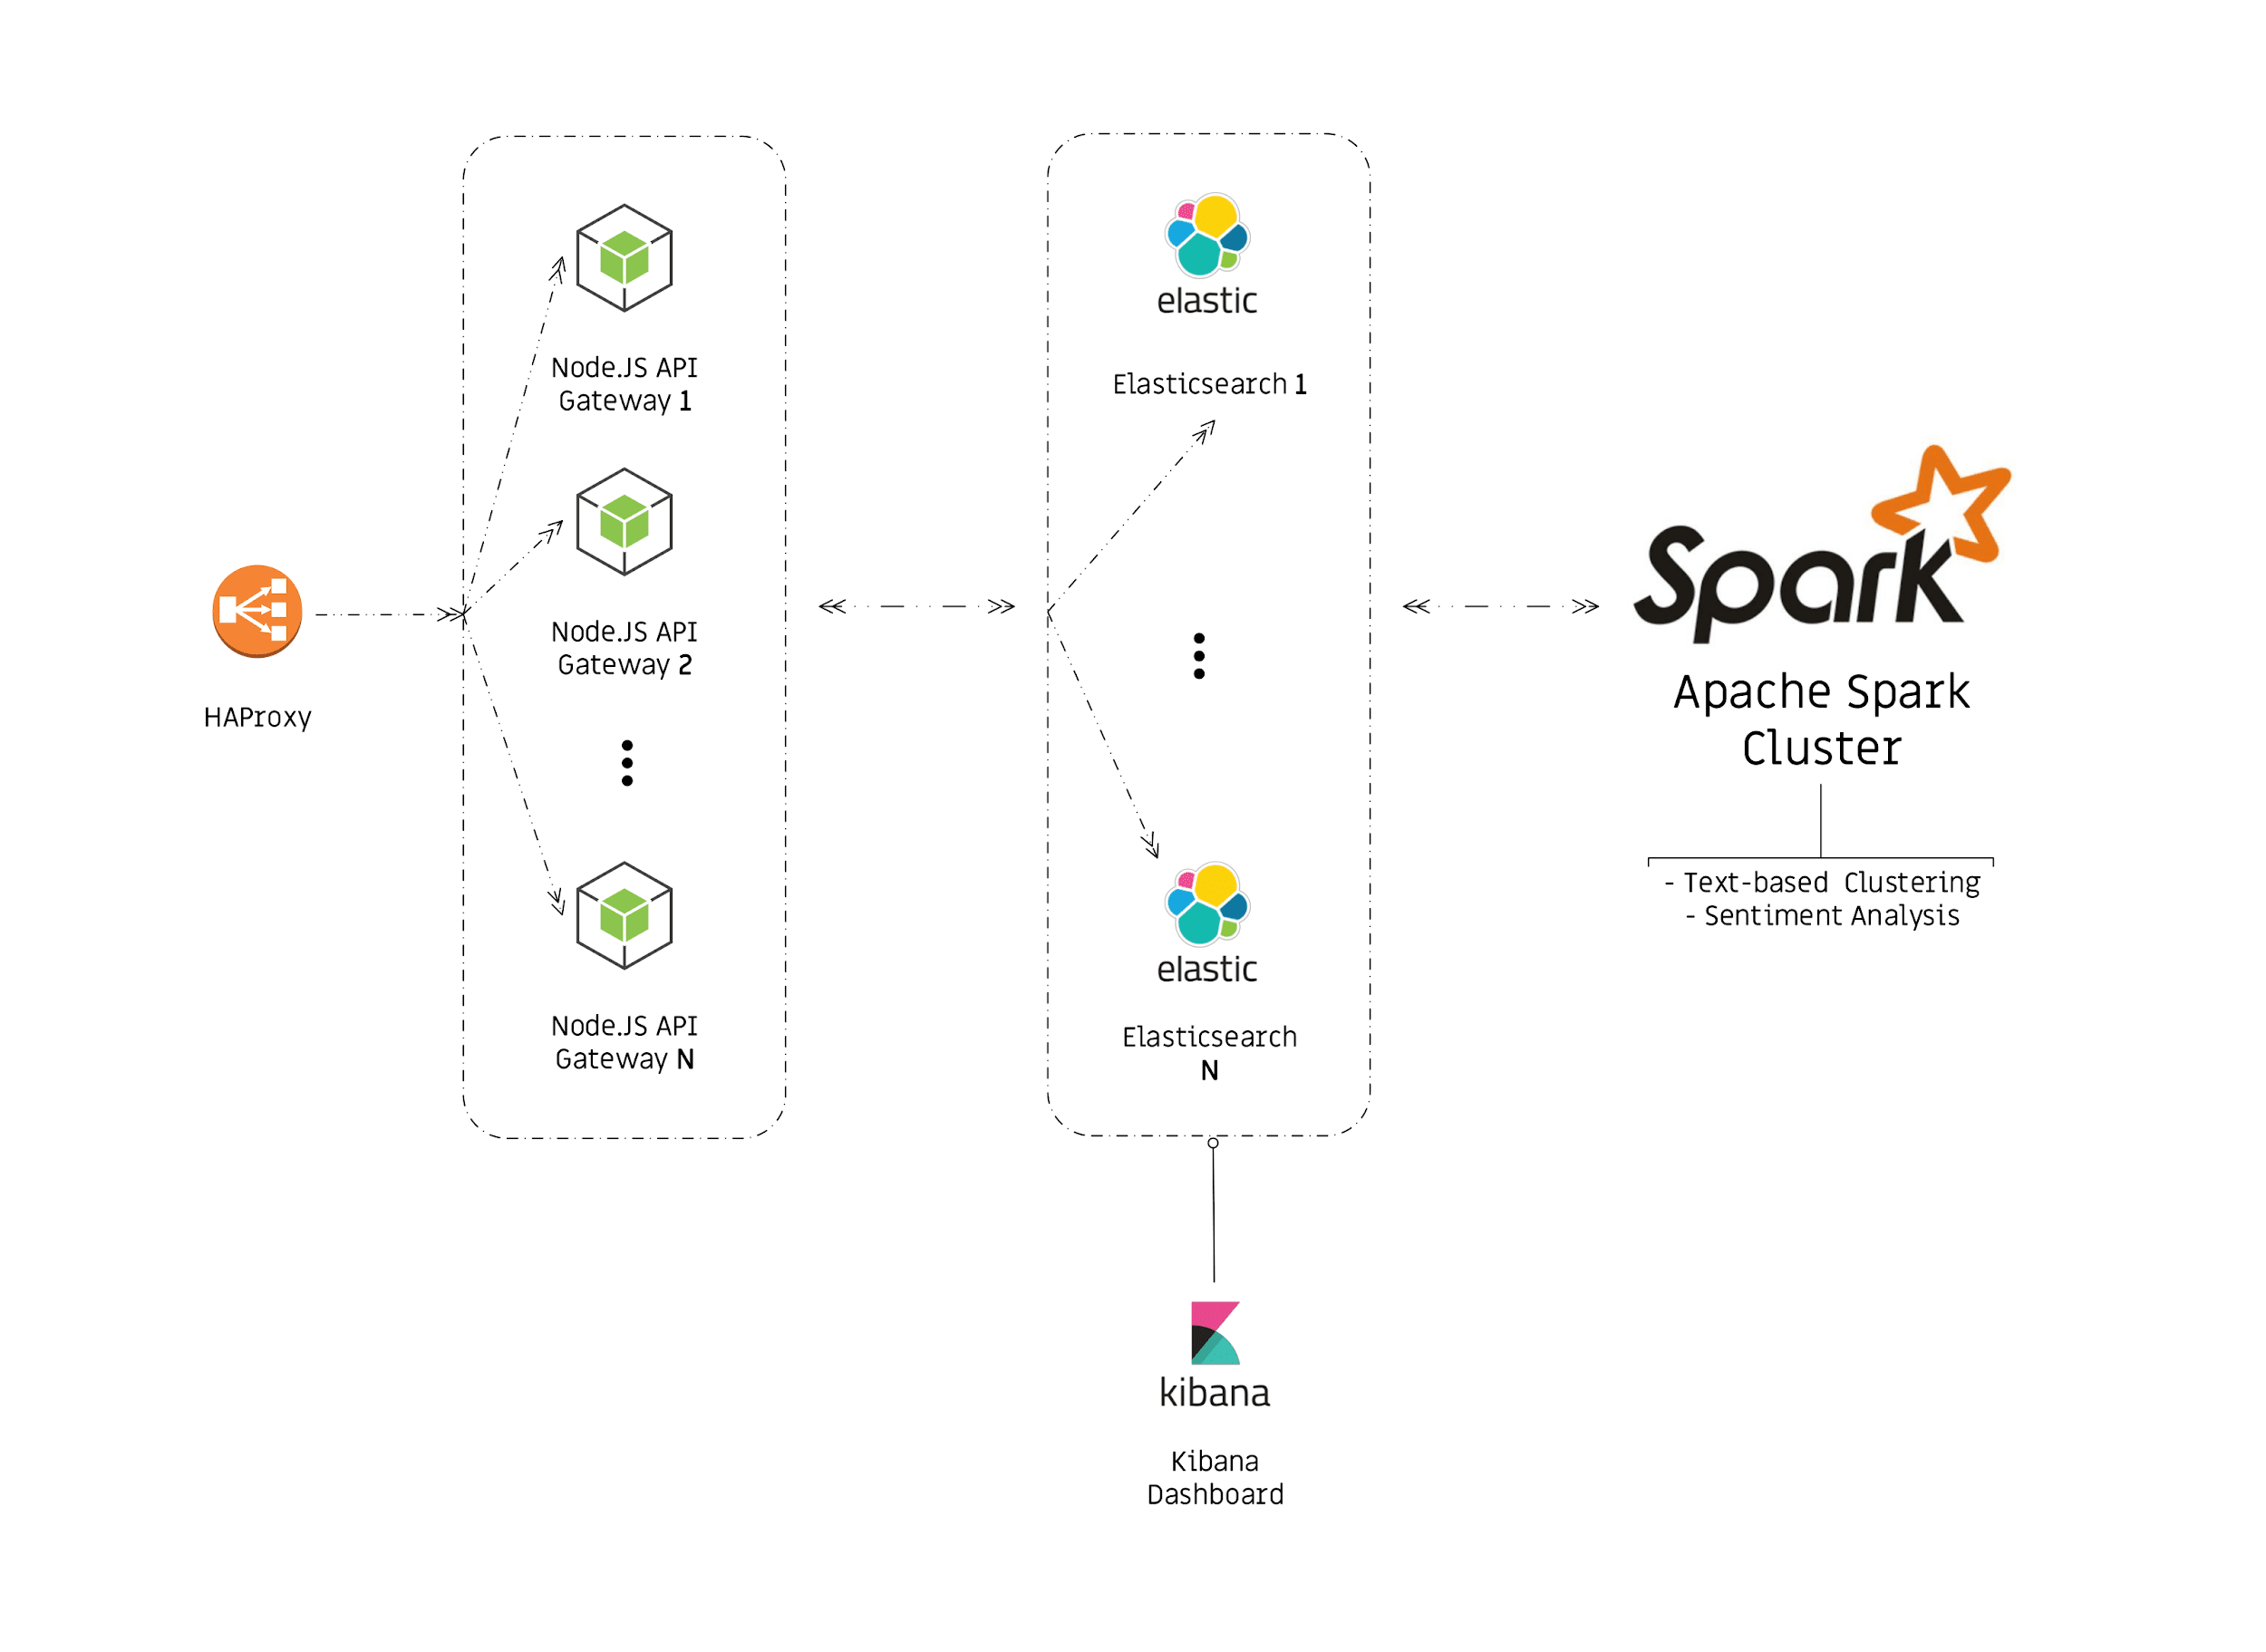 HAProxy
Node.JS API
Gateway 1
Node.JS API
Gateway 2
Node.JS API
Gateway N
elastic
Elasticsearch 1
elastic
Elasticsearch
N
kibana
Kibana
Dashboard
Spark
Apache Spark
Cluster
- Text-based Clustering
- Sentiment Analysis